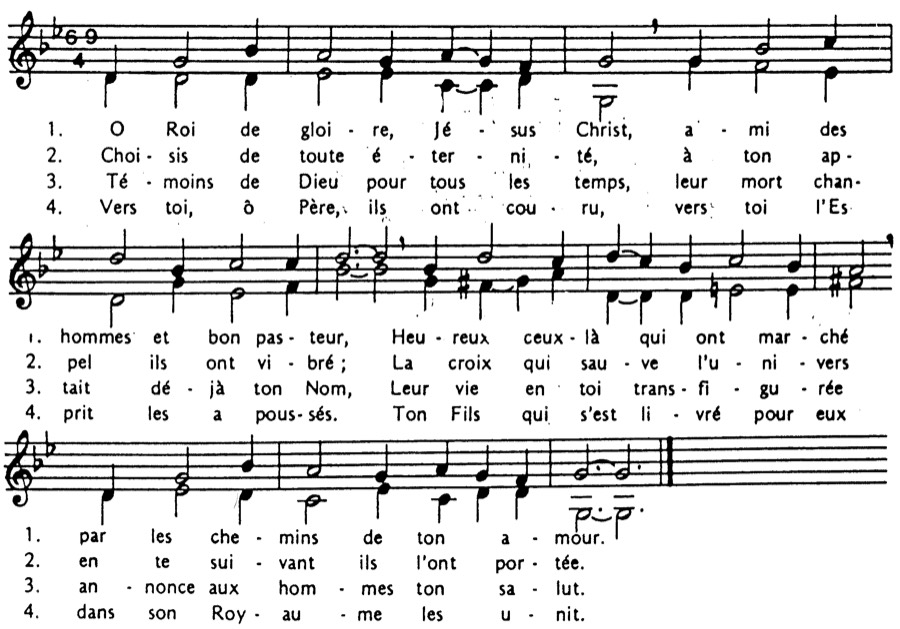 6 9
4
1. O Roi de gloi - re, Jé - sus Christ, a - mi des
2. Choi - sis de toute é - ter - ni - té, à ton ap-
3. Té - moins de Dieu pour tous les temps, leur mort chan-
4. Vers toi, ô Père, ils ont cou - ru, vers toi l'Es
1. hommes et bon pas - teur, Heu - reux ceux - là qui ont mar - ché
2. pel ils ont vi - bré ; La croix qui sau - ve l'u - ni - vers
3. tait dé - jà ton Nom, Leur vie en toi trans - fi - gu - rée
4. prit les a pous - sés. Ton Fils qui s'est li - vré pour eux
1. par les che - mins de ton a - mour.
2. en te sui - vant ils l'ont por - tée.
3. an - nonce aux hom - mes ton sa - lut.
4. dans son Roy - au - me les u - nit.